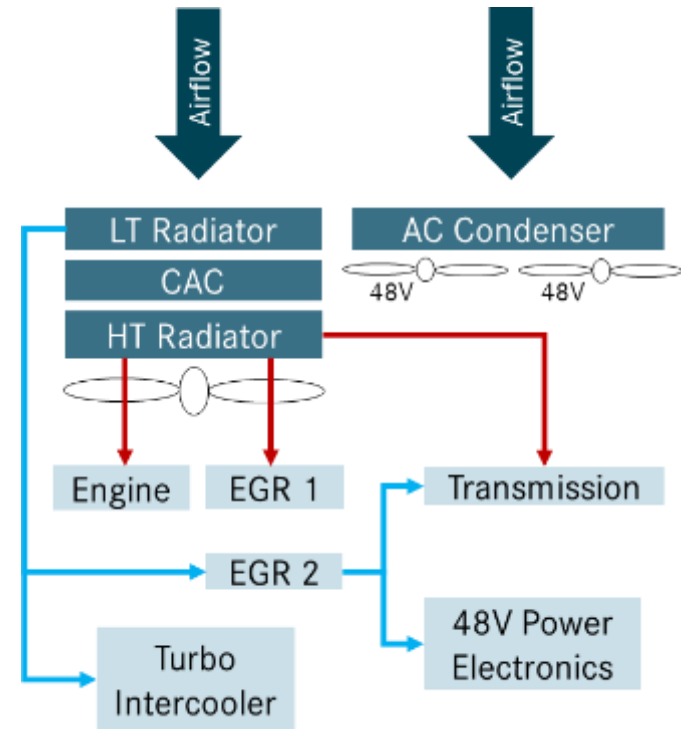 Airflow
Airflow
LT Radiator
AC Condenser
CAC
48V
48V
HT Radiator
Engine
EGR 1
Transmission
EGR 2
48V Power
Electronics
Turbo
Intercooler